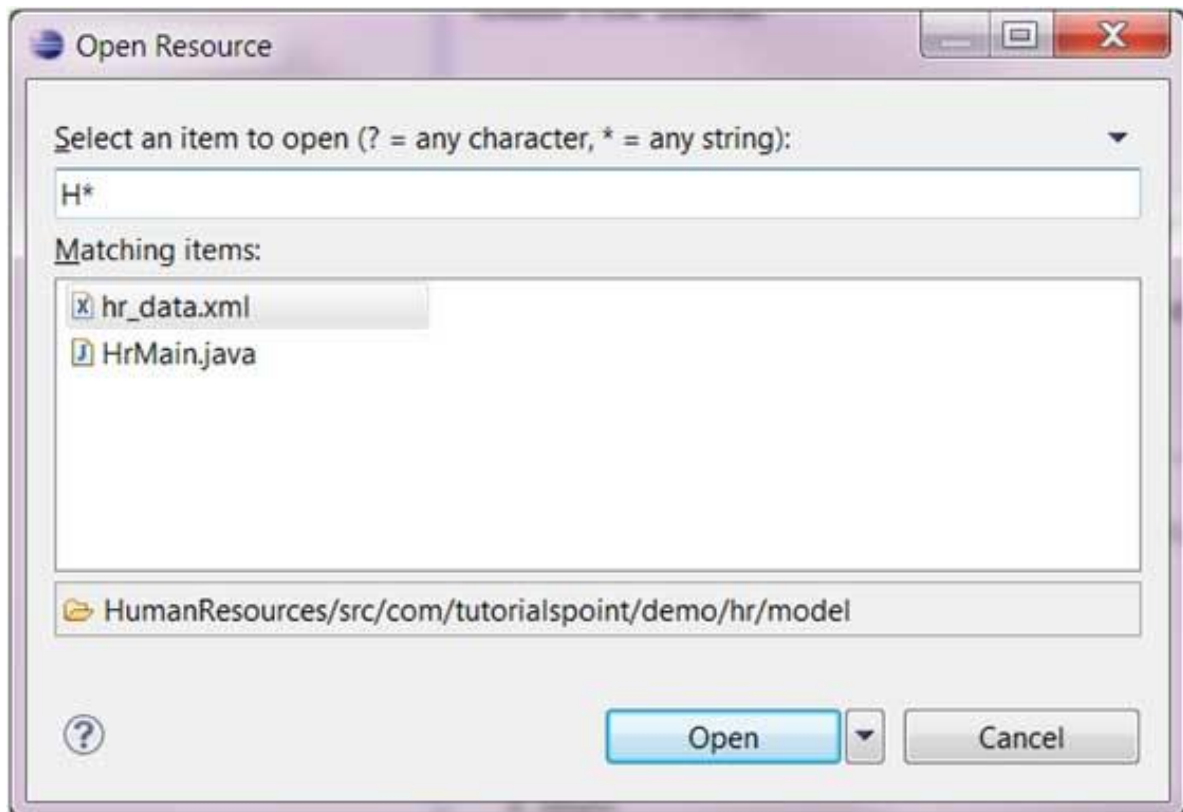 Open Resource
Select an item to open (? = any character, * = any string):
H*
Matching items:
hr_data.xml
HrMain.java
HumanResources/src/com/tutorialspoint/demo/hr/model
Open
Cancel